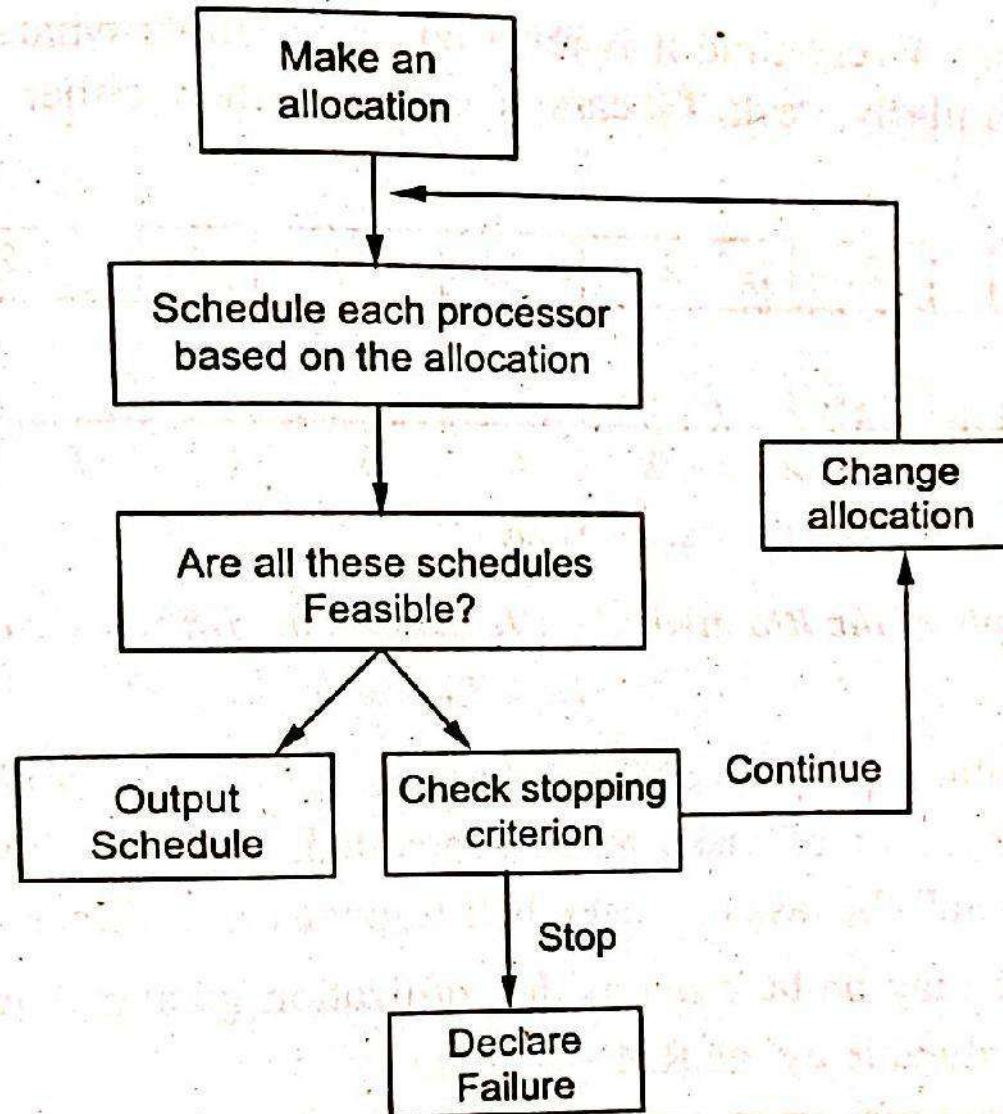 Make an
allocation
Schedule each processor
based on the allocation
Are all these schedules
Feasible?
Change
allocation
Output
Schedule
Check stopping
criterion
Continue
Stop
Declare
Failure